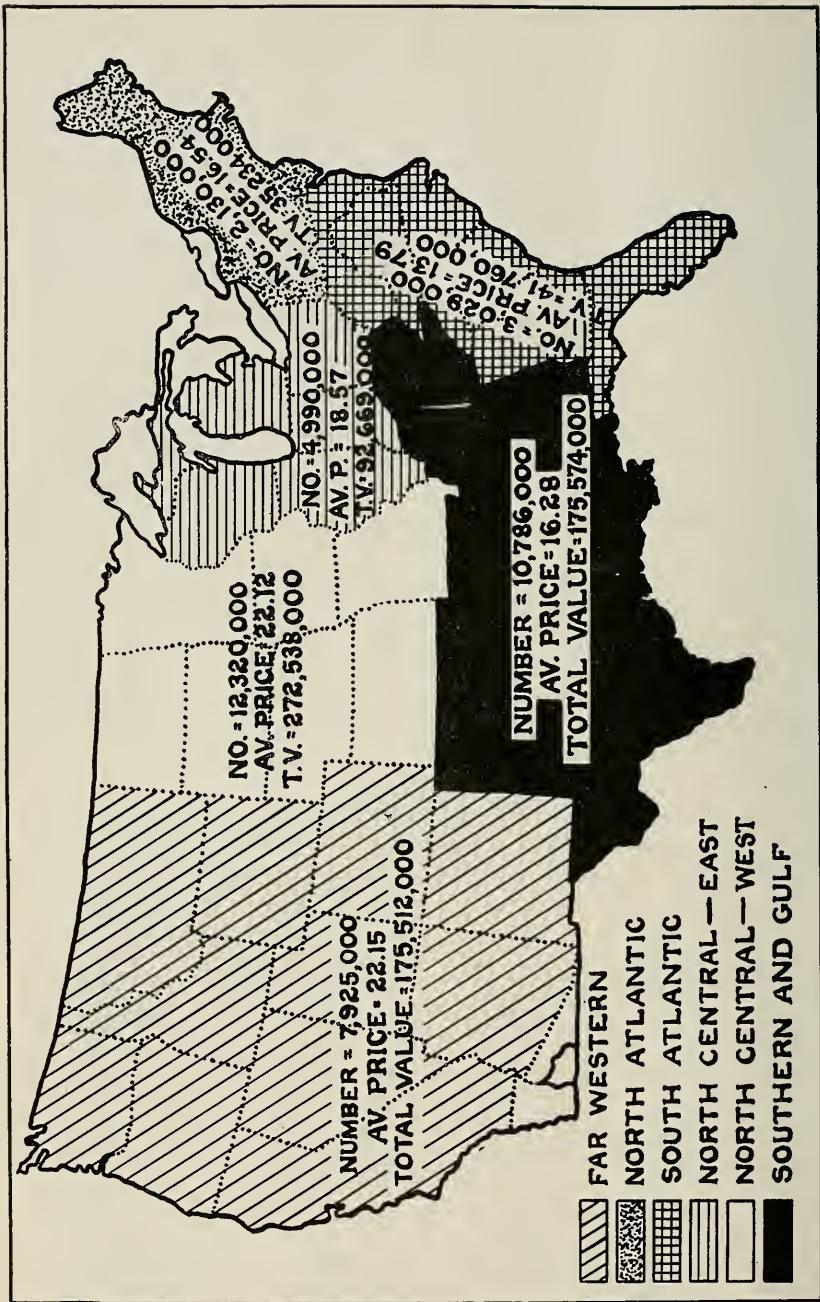 NO.=2,130,000
AV. PRICE=16.54
T.V. 35234000
NO.=3,029,000
AV. PRICE=13.79
T.V.=41,760,000
NO.=4,990,000
AV. P.=18.57
T.V.=92,669,000
NO.=12,320,000
AV. PRICE=22.12
T.V.=272,538,000
NUMBER=10,786,000
AV. PRICE=16.28
TOTAL VALUE=175,574,000
NUMBER=7,925,000
AV. PRICE=22.15
TOTAL VALUE=175,512,000
FAR WESTERN
NORTH ATLANTIC
SOUTH ATLANTIC
NORTH CENTRAL—EAST
NORTH CENTRAL—WEST
SOUTHERN AND GULF